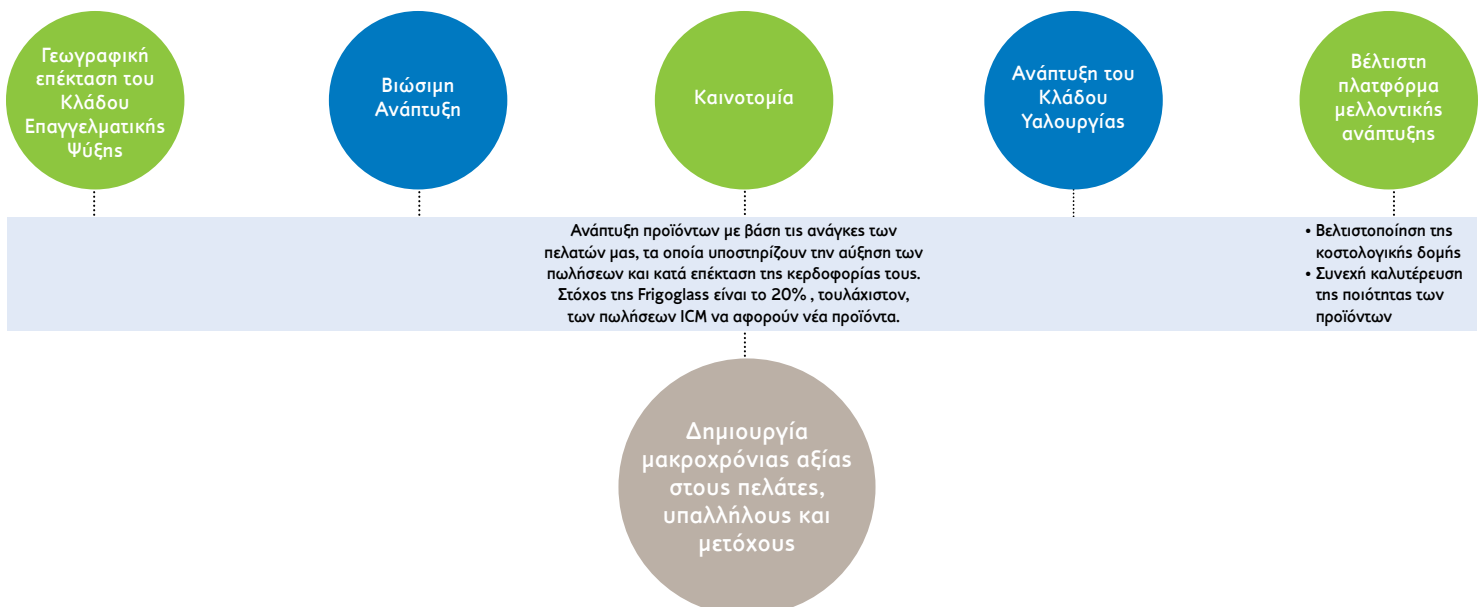 Γεωγραφική
επέκταση του
Κλάδου
Επαγγελματικής
Ψύξης
Βιώσιμη
Ανάπτυξη
Καινοτομία
Ανάπτυξη του
Κλάδου
Υαλουργίας
Βέλτιστη
πλατφόρμα
μελλοντικής
ανάπτυξης
Ανάπτυξη προϊόντων με βάση τις ανάγκες των
πελατών μας, τα οποία υποστηρίζουν την αύξηση των
πωλήσεων και κατά επέκταση της κερδοφορίας τους.
Στόχος της Frigoglass είναι το 20% , τουλάχιστον,
των πωλήσεων ICM να αφορούν νέα προϊόντα.
• Βελτιστοποίηση της
κοστολογικής δομής
• Συνεχή καλυτέρευση
της ποιότητας των
προϊόντων
Δημιουργία
μακροχρόνιας αξίας
στους πελάτες,
υπαλλήλους και
μετόχους